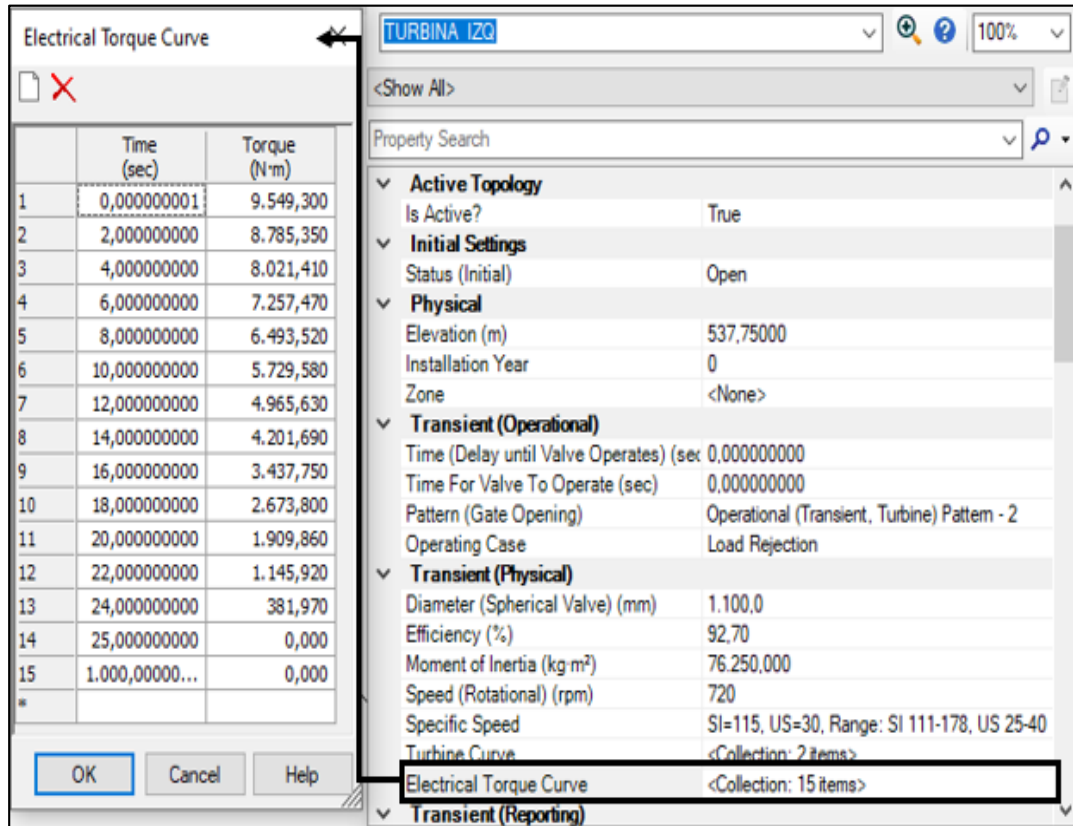 Electrical Torque Curve
Time (sec) Torque (N·m)
1 0,000000001 9.549,300
2 2,000000000 8.785,350
3 4,000000000 8.021,410
4 6,000000000 7.257,470
5 8,000000000 6.493,520
6 10,000000000 5.729,580
7 12,000000000 4.965,630
8 14,000000000 4.201,690
9 16,000000000 3.437,750
10 18,000000000 2.673,800
11 20,000000000 1.909,860
12 22,000000000 1.145,920
13 24,000000000 381,970
14 25,000000000 0,000
15 1.000,00000... 0,000
*
OK Cancel Help
TURBINA IZQ 100%
<Show All>
Property Search
Active Topology
Is Active? True
Initial Settings
Status (Initial) Open
Physical
Elevation (m) 537,75000
Installation Year 0
Zone <None>
Transient (Operational)
Time (Delay until Valve Operates) (sec 0,000000000
Time For Valve To Operate (sec) 0,000000000
Pattern (Gate Opening) Operational (Transient, Turbine) Pattern - 2
Operating Case Load Rejection
Transient (Physical)
Diameter (Spherical Valve) (mm) 1.100,0
Efficiency (%) 92,70
Moment of Inertia (kg·m²) 76.250,000
Speed (Rotational) (rpm) 720
Specific Speed SI=115, US=30, Range: SI 111-178, US 25-40
Turbine Curve <Collection: 2 items>
Electrical Torque Curve <Collection: 15 items>
Transient (Reporting)